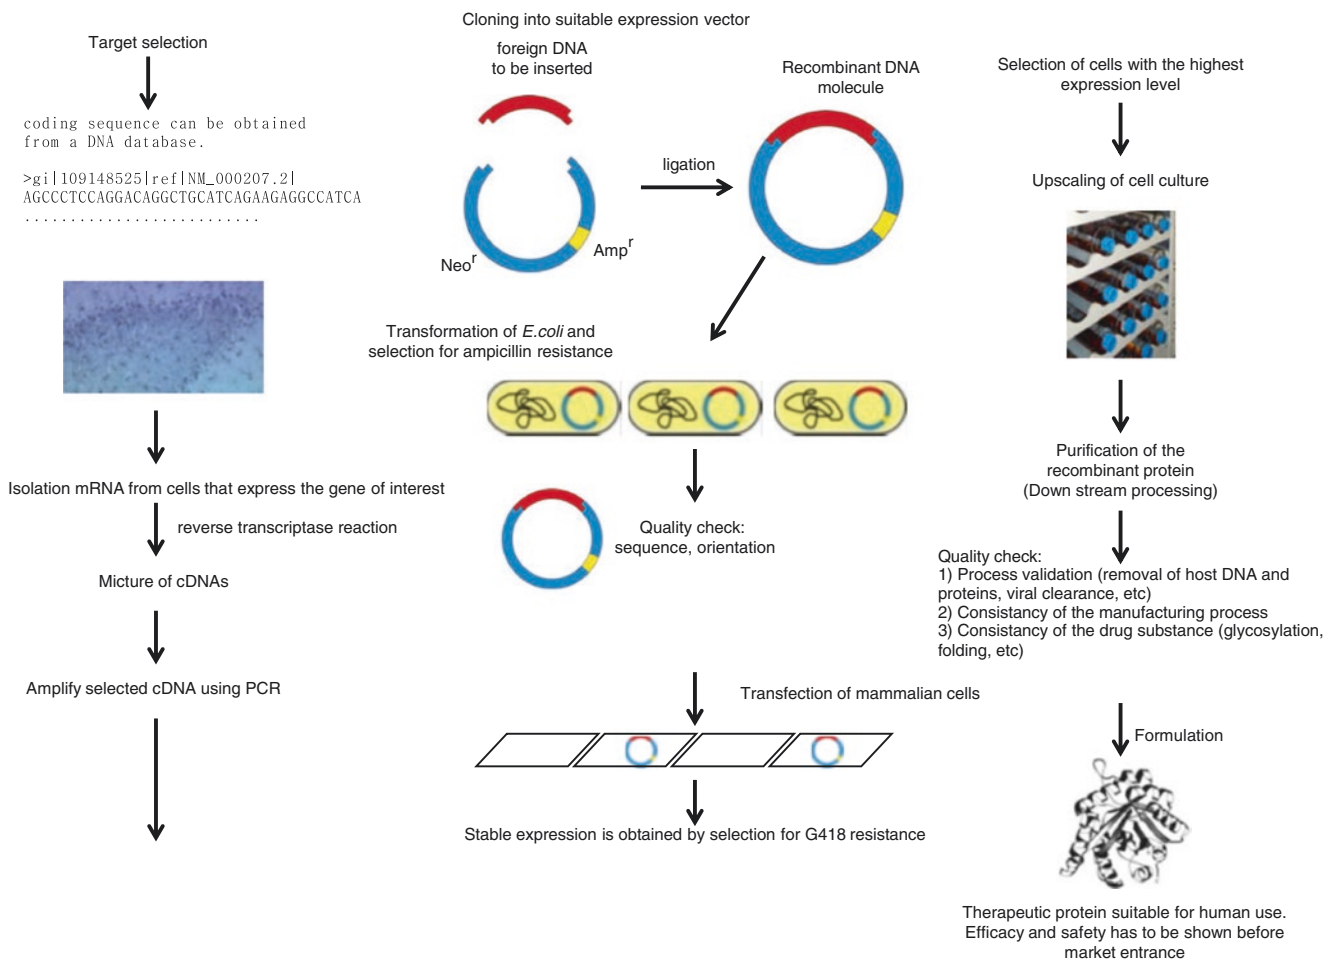 Target selection
coding sequence can be obtained
from a DNA database.
>gi|109148525|ref|NM_000207.2|
AGCCCTCCAGGACAGGCTGCATCAGAAGAGGCCATCA
..........................
Isolation mRNA from cells that express the gene of interest
reverse transcriptase reaction
Micture of cDNAs
Amplify selected cDNA using PCR
Cloning into suitable expression vector
foreign DNA
to be inserted
Recombinant DNA
molecule
ligation
Neoʳ
Ampʳ
Transformation of E.coli and
selection for ampicillin resistance
Quality check:
sequence, orientation
Transfection of mammalian cells
Stable expression is obtained by selection for G418 resistance
Selection of cells with the highest
expression level
Upscaling of cell culture
Purification of the
recombinant protein
(Down stream processing)
Quality check:
1) Process validation (removal of host DNA and
proteins, viral clearance, etc)
2) Consistancy of the manufacturing process
3) Consistancy of the drug substance (glycosylation,
folding, etc)
Formulation
Therapeutic protein suitable for human use.
Efficacy and safety has to be shown before
market entrance